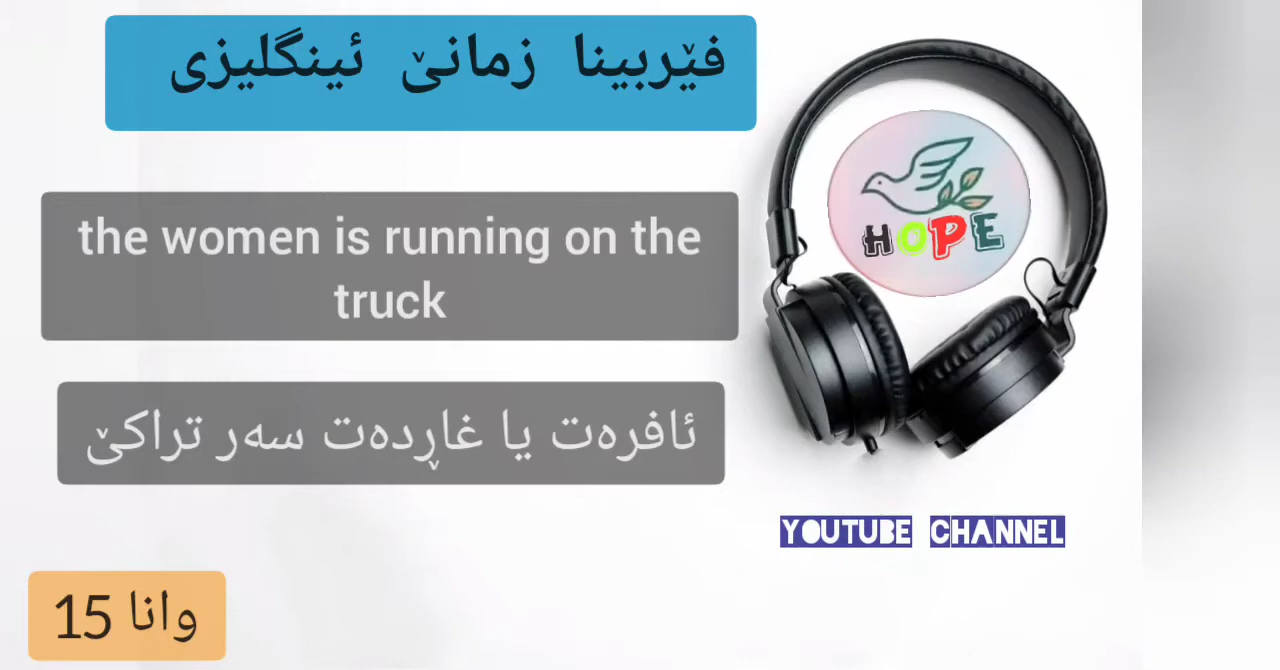 فێربینا زمانێ ئینگلیزی
the women is running on the
truck
ئافرەت یا غاڕدەت سەر تراکێ
HOPE
YOUTUBE CHANNEL
وانا 15